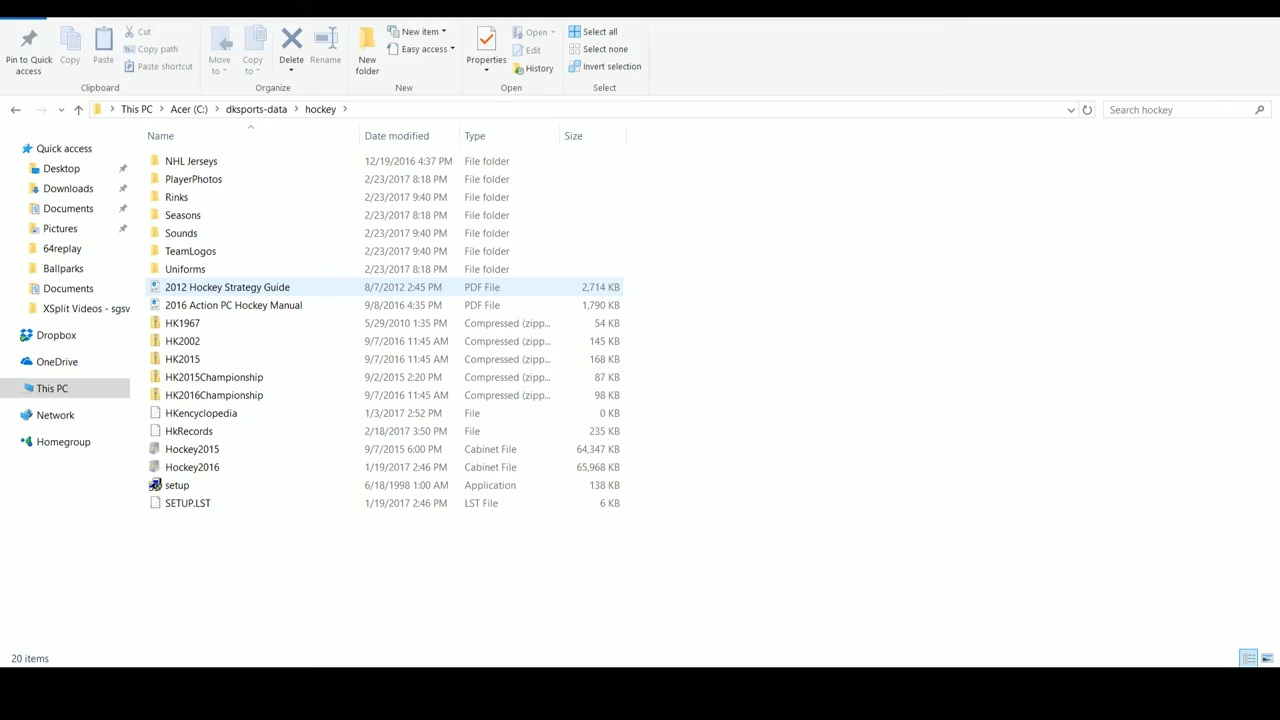 Cut
Copy path
Paste shortcut
Pin to Quick access
Copy
Paste
Clipboard
Move to
Copy to
Delete
Rename
Organize
New item
Easy access
New folder
New
Properties
Open
Edit
History
Open
Select all
Select none
Invert selection
Select
This PC > Acer (C:) > dksports-data > hockey >
Search hockey
Name Date modified Type Size
Quick access
Desktop
Downloads
Documents
Pictures
64replay
Ballparks
Documents
XSplit Videos - sgsv
Dropbox
OneDrive
This PC
Network
Homegroup
NHL Jerseys 12/19/2016 4:37 PM File folder
PlayerPhotos 2/23/2017 8:18 PM File folder
Rinks 2/23/2017 9:40 PM File folder
Seasons 2/23/2017 8:18 PM File folder
Sounds 2/23/2017 9:40 PM File folder
TeamLogos 2/23/2017 9:40 PM File folder
Uniforms 2/23/2017 8:18 PM File folder
2012 Hockey Strategy Guide 8/7/2012 2:45 PM PDF File 2,714 KB
2016 Action PC Hockey Manual 9/8/2016 4:35 PM PDF File 1,790 KB
HK1967 5/29/2010 1:35 PM Compressed (zipp... 54 KB
HK2002 9/7/2016 11:45 AM Compressed (zipp... 145 KB
HK2015 9/7/2016 11:45 AM Compressed (zipp... 168 KB
HK2015Championship 9/2/2015 2:20 PM Compressed (zipp... 87 KB
HK2016Championship 9/7/2016 11:45 AM Compressed (zipp... 98 KB
HKencyclopedia 1/3/2017 2:52 PM File 0 KB
HkRecords 2/18/2017 3:50 PM File 235 KB
Hockey2015 9/7/2015 6:00 PM Cabinet File 64,347 KB
Hockey2016 1/19/2017 2:46 PM Cabinet File 65,968 KB
setup 6/18/1998 1:00 AM Application 138 KB
SETUP.LST 1/19/2017 2:46 PM LST File 6 KB
20 items